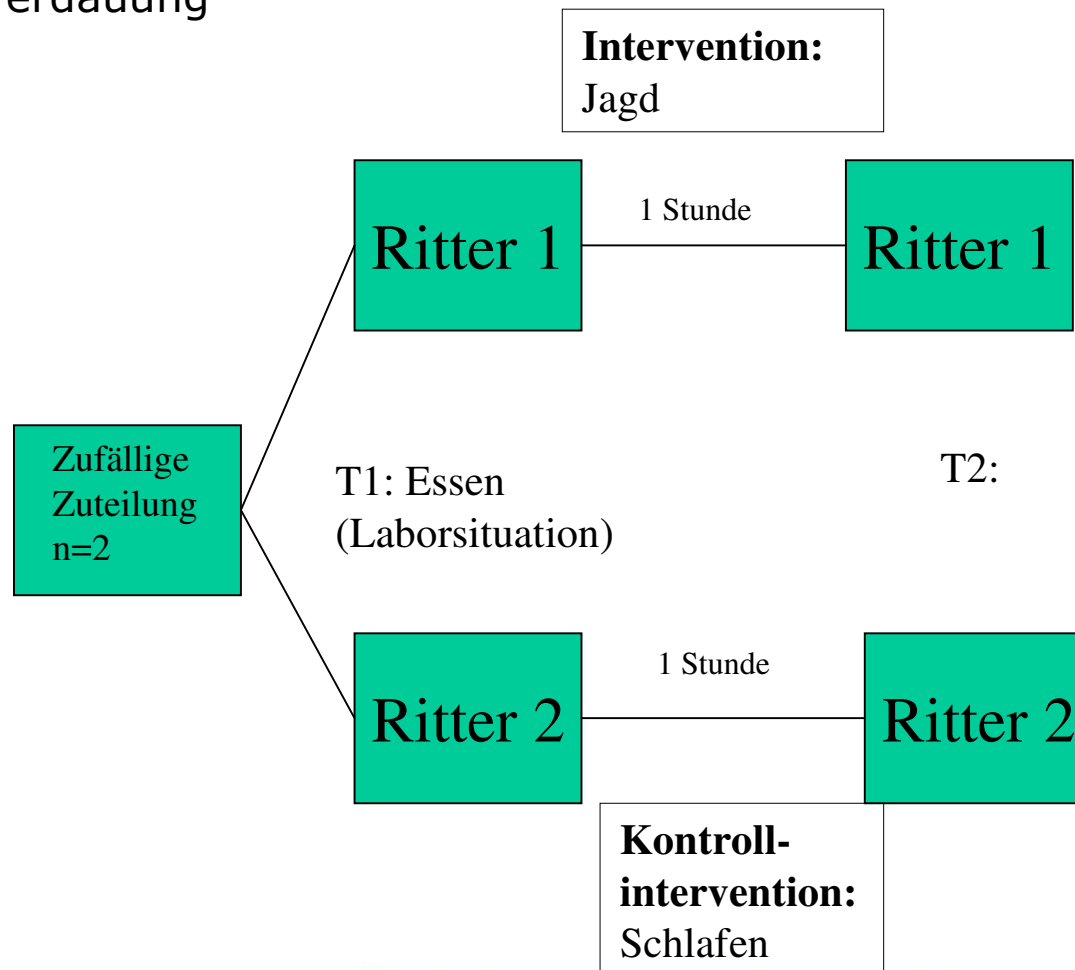 erdauung
Intervention:
Jagd
Ritter 1
1 Stunde
Ritter 1
Zufällige
Zuteilung
n=2
T1: Essen
(Laborsituation)
T2:
Ritter 2
1 Stunde
Ritter 2
Kontroll-
intervention:
Schlafen